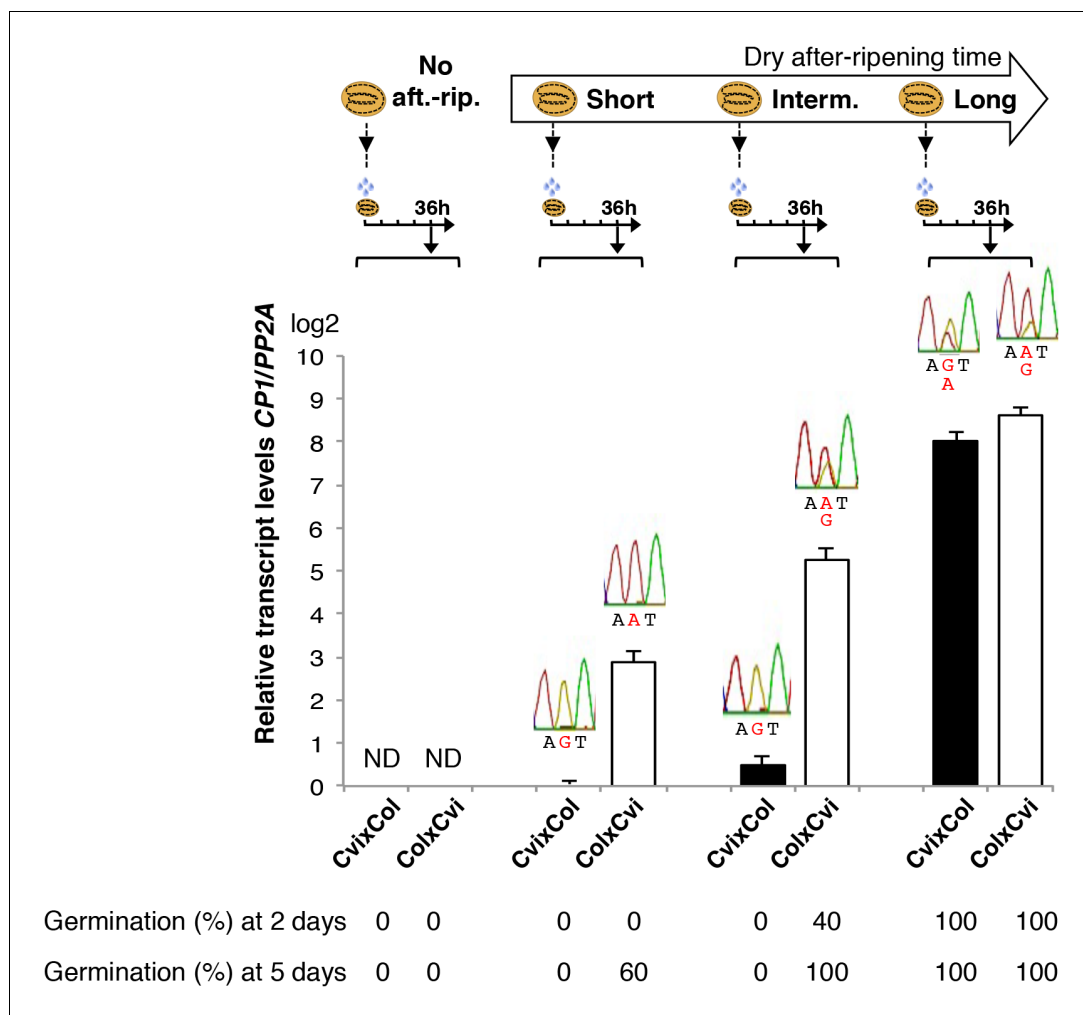 Dry after-ripening time
No
aft.-rip.
Short
Interm.
Long
36h
36h
36h
36h
log2
Relative transcript levels CP1/PP2A
10
9
8
7
6
5
4
3
2
1
0
ND
ND
A G T
A A T
A G T
A A T
G
A G T
A
A A T
G
CvixCol
ColxCvi
CvixCol
ColxCvi
CvixCol
ColxCvi
CvixCol
ColxCvi
Germination (%) at 2 days 0 0 0 0 0 40 100 100
Germination (%) at 5 days 0 0 0 60 0 100 100 100